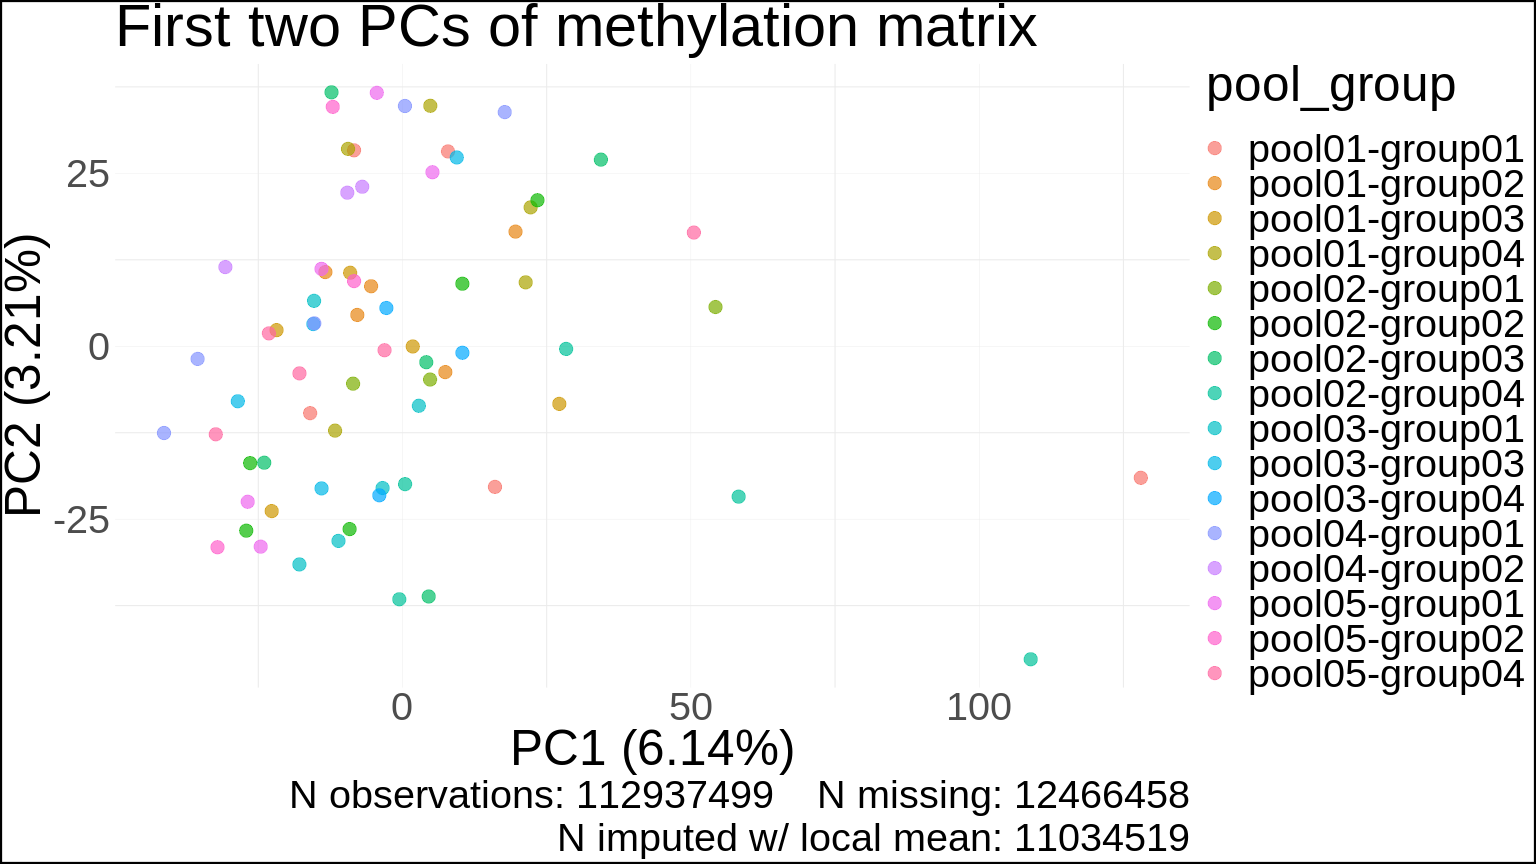 First two PCs of methylation matrix
pool_group
pool01-group01
pool01-group02
pool01-group03
pool01-group04
pool02-group01
pool02-group02
pool02-group03
pool02-group04
pool03-group01
pool03-group03
pool03-group04
pool04-group01
pool04-group02
pool05-group01
pool05-group02
pool05-group04
PC2 (3.21%)
25
0
-25
0 50 100
PC1 (6.14%)
N observations: 112937499 N missing: 12466458
N imputed w/ local mean: 11034519